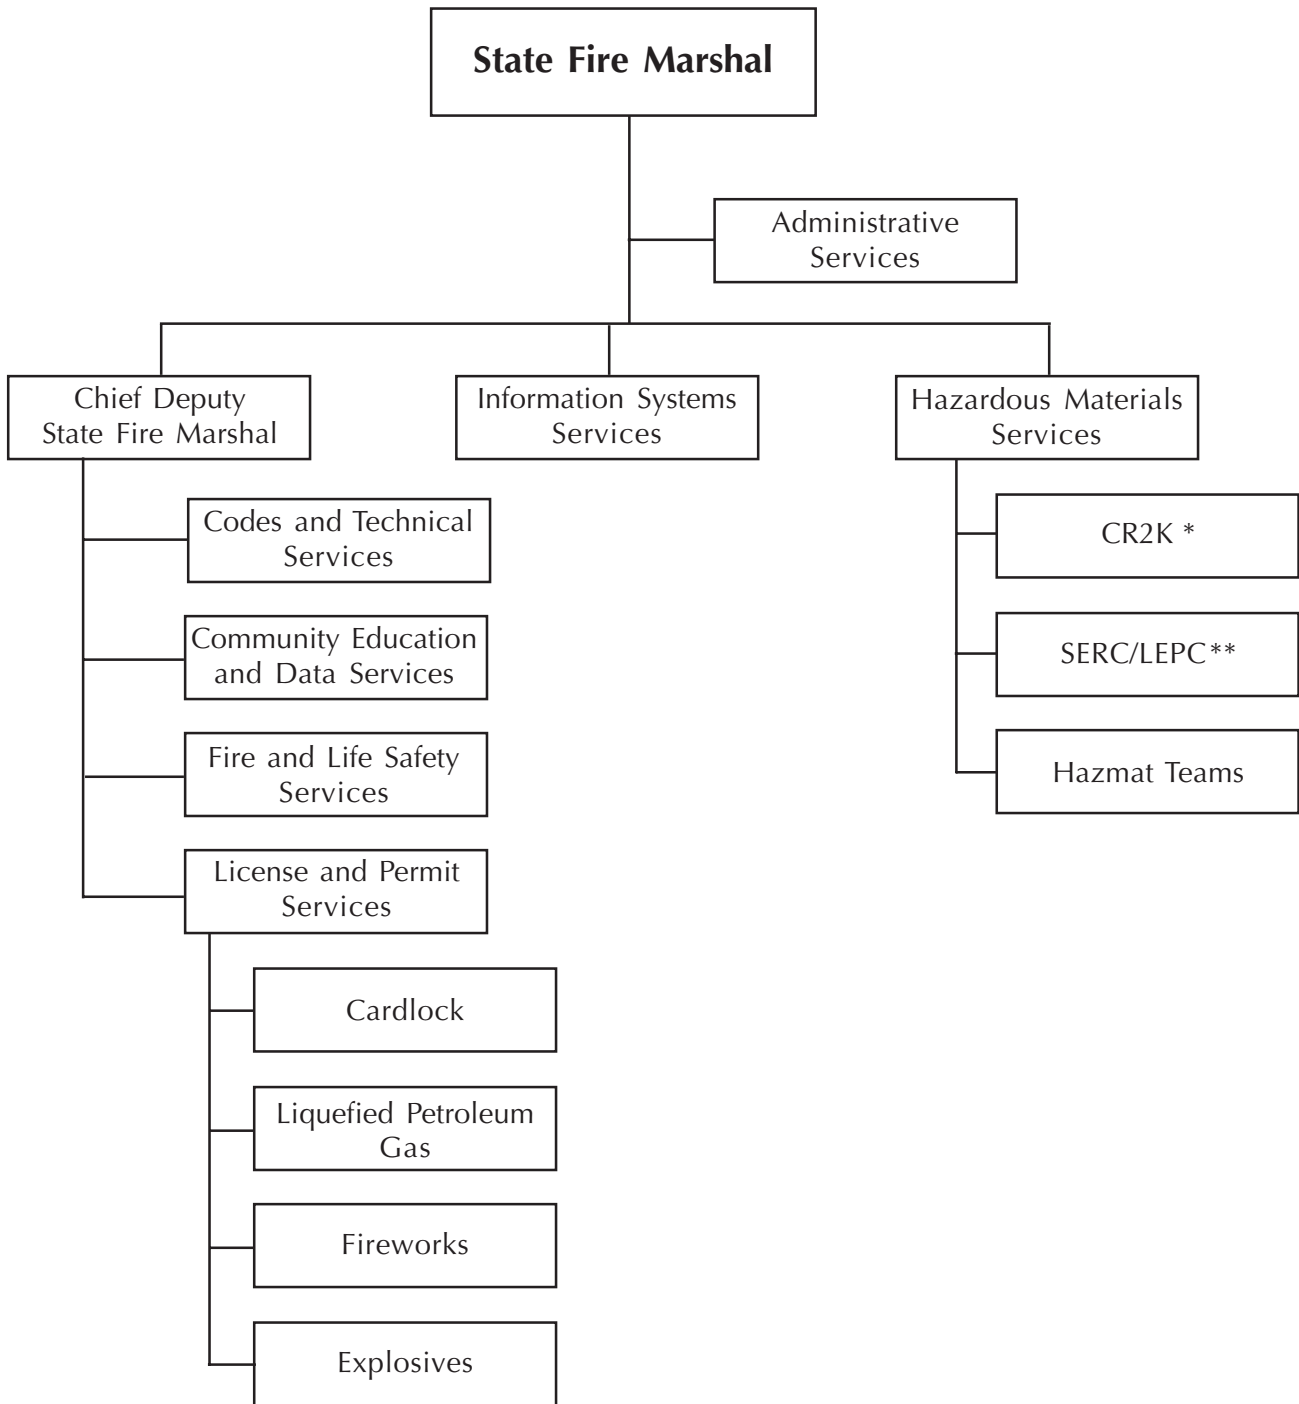 State Fire Marshal
Administrative
Services
Chief Deputy
State Fire Marshal
Information Systems
Services
Hazardous Materials
Services
Codes and Technical
Services
Community Education
and Data Services
Fire and Life Safety
Services
License and Permit
Services
Cardlock
Liquefied Petroleum
Gas
Fireworks
Explosives
CR2K *
SERC/LEPC**
Hazmat Teams